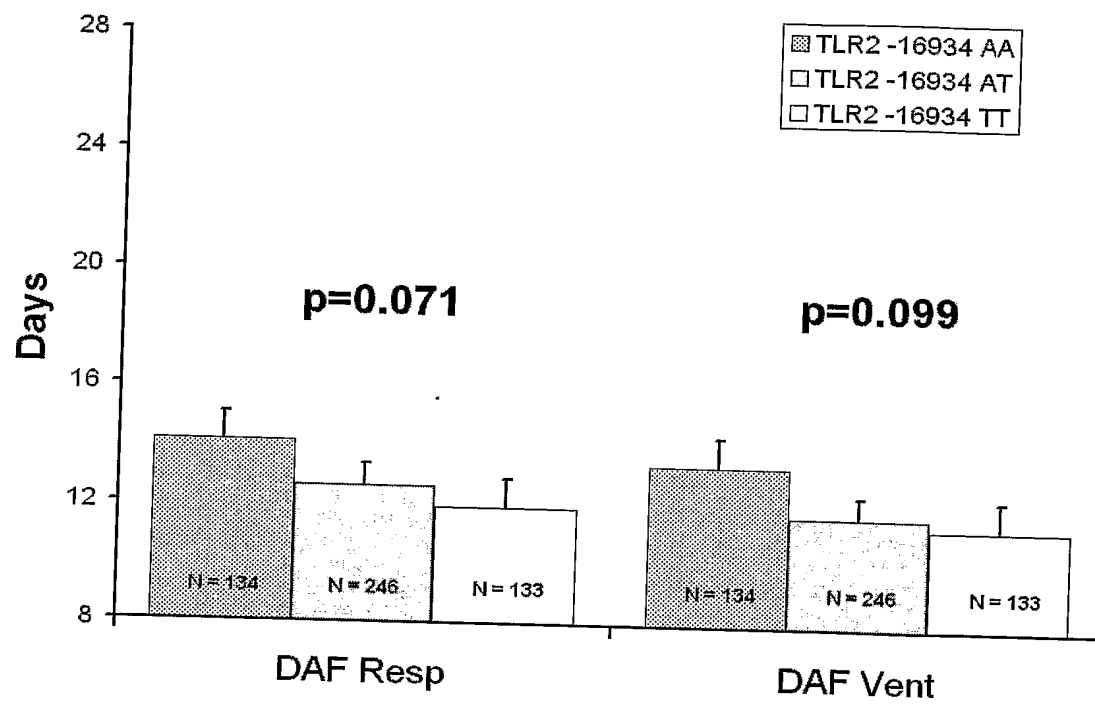 28
24
20
16
12
8
Days
TLR2 -16934 AA
TLR2 -16934 AT
TLR2 -16934 TT
p=0.071
p=0.099
N = 134
N = 246
N = 133
N = 134
N = 246
N = 133
DAF Resp
DAF Vent